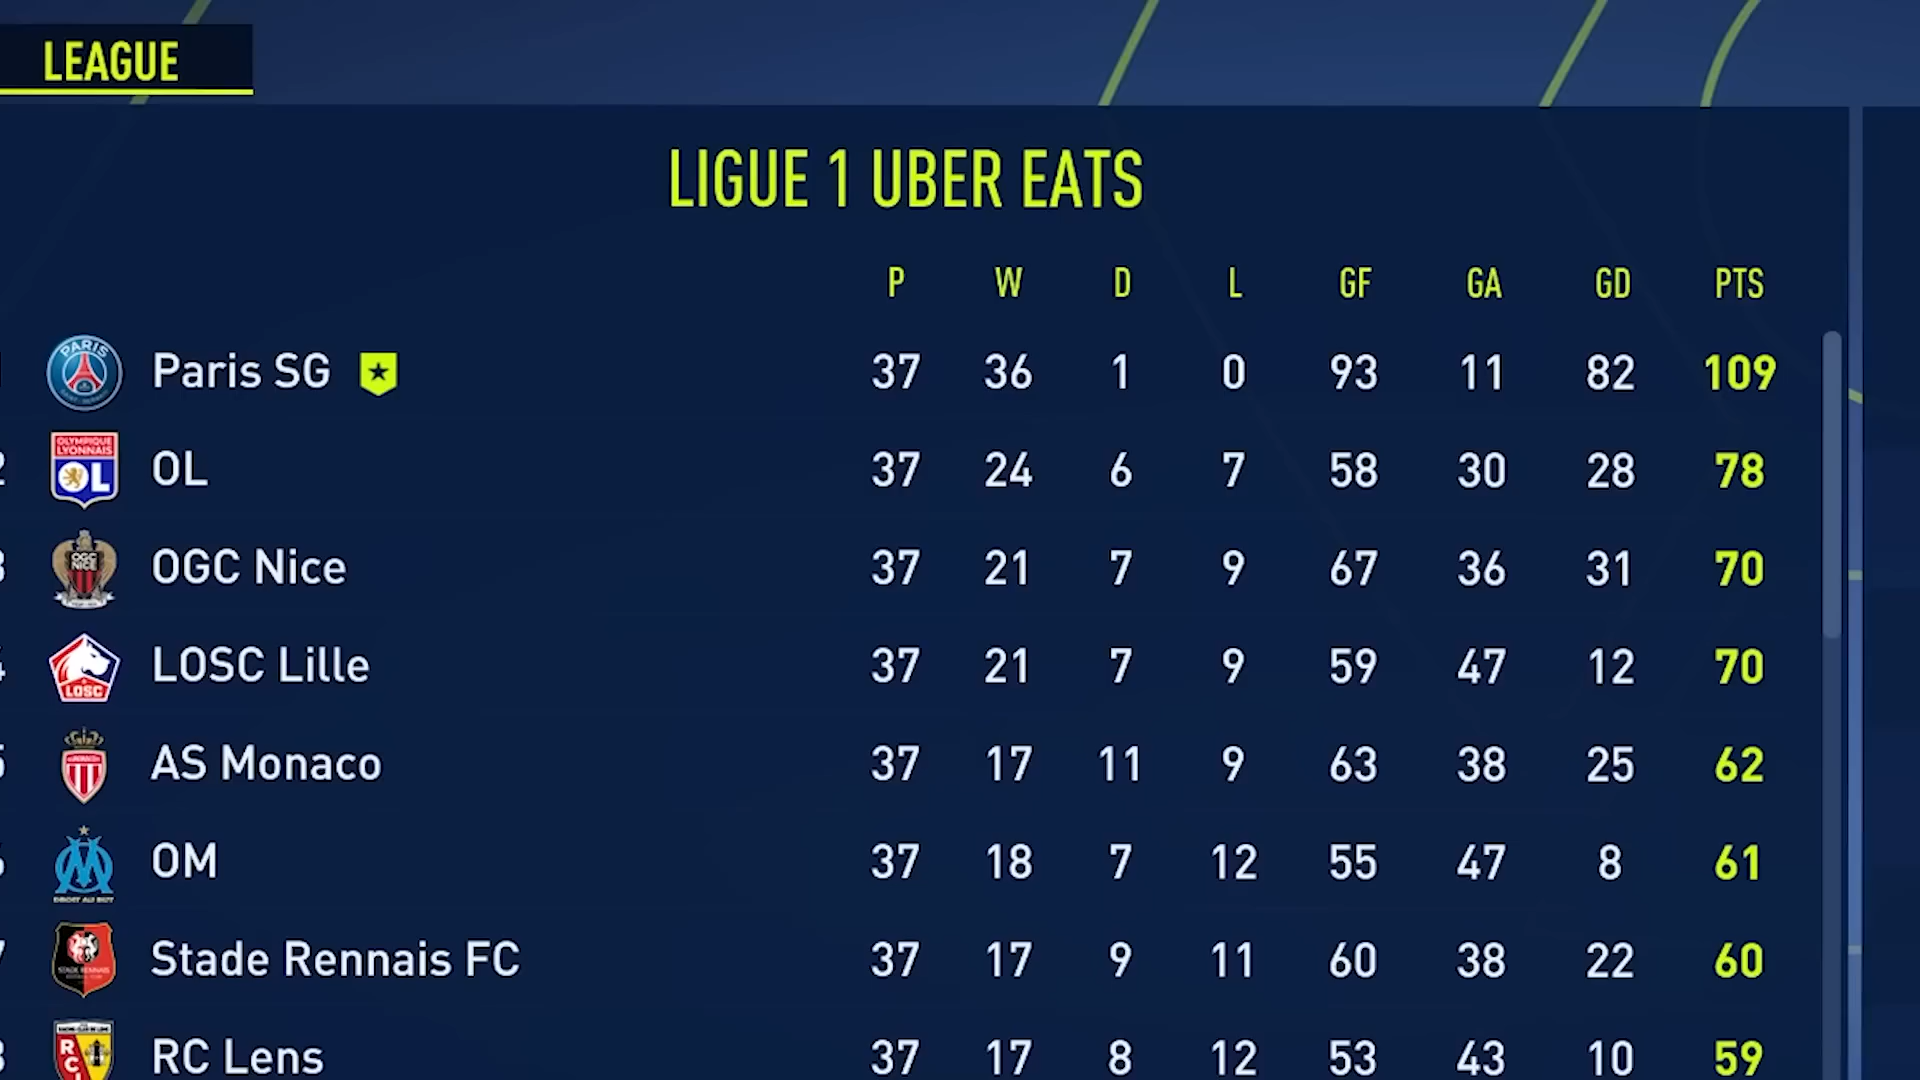 LEAGUE
LIGUE 1 UBER EATS
P W D L GF GA GD PTS
Paris SG 37 36 1 0 93 11 82 109
OL 37 24 6 7 58 30 28 78
OGC Nice 37 21 7 9 67 36 31 70
LOSC Lille 37 21 7 9 59 47 12 70
AS Monaco 37 17 11 9 63 38 25 62
OM 37 18 7 12 55 47 8 61
Stade Rennais FC 37 17 9 11 60 38 22 60
RC Lens 37 17 8 12 53 43 10 59